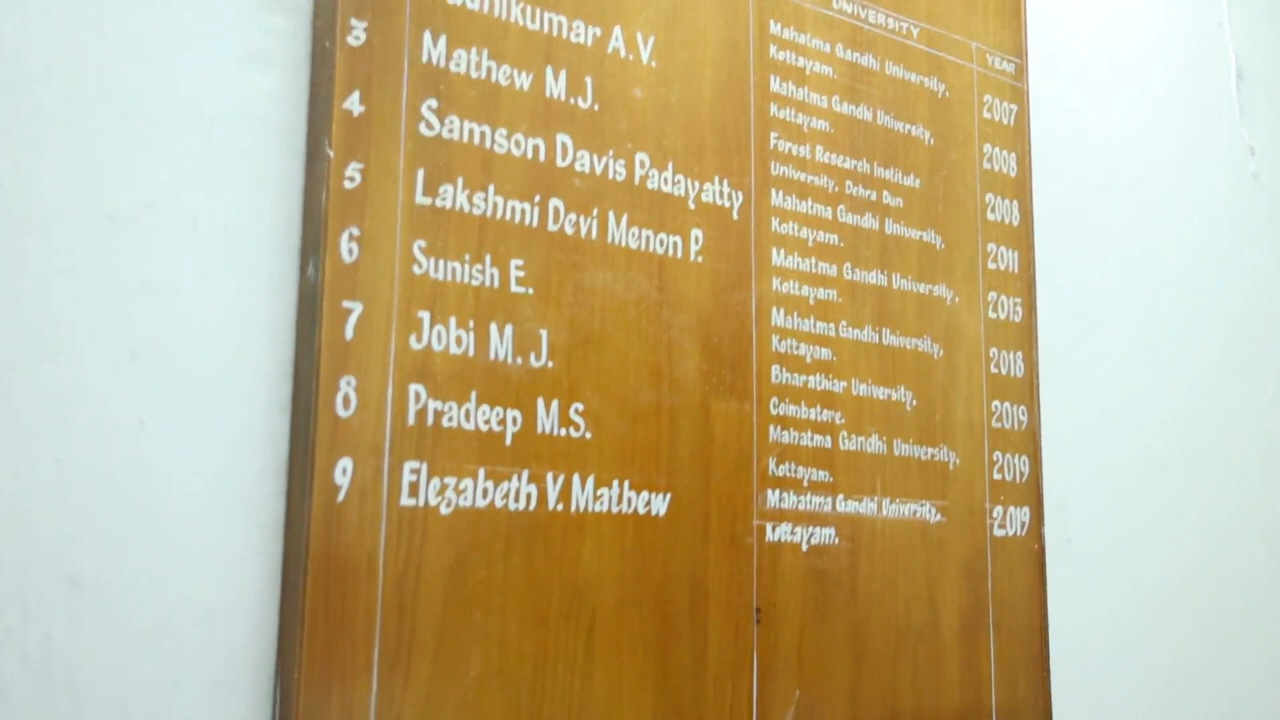 UNIVERSITY YEAR
Mahatma Gandhi University, 2007
Kottayam.
A.V. Mahatma Gandhi University, 2008
Kottayam.
3 Mathew M.J. Forest Research Institute 2008
University, Dehra Dun
4 Samson Davis Padayatty Mahatma Gandhi University, 2011
Kottayam.
5 Lakshmi Devi Menon P. Mahatma Gandhi University, 2013
Kottayam.
6 Sunish E. Mahatma Gandhi University, 2018
Kottayam.
7 Jobi M.J. Bharathiar University, 2019
Coimbatore.
8 Pradeep M.S. Mahatma Gandhi University, 2019
Kottayam.
9 Elezabeth V. Mathew Mahatma Gandhi University, 2019
Kottayam.